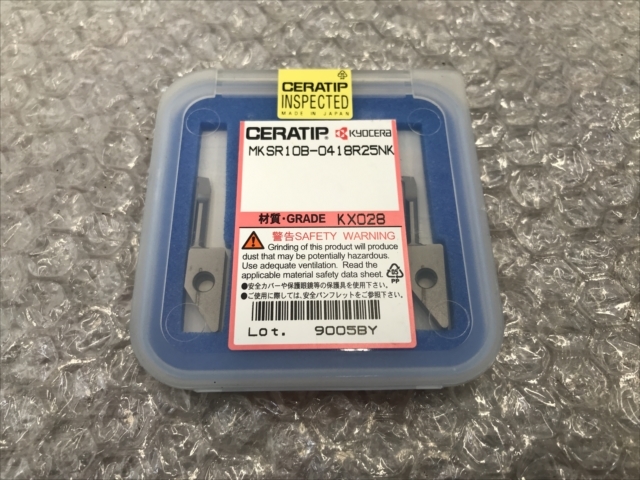 CERATIP
INSPECTED
MADE IN JAPAN
CERATIP® KYOCERA
MKSR10B-0418R25NK
材質・GRADE KX028
警告SAFETY WARNING
Grinding of this product will produce
dust that may be potentially hazardous.
Use adequate ventilation. Read the
applicable material safety data sheet.
PP
●安全カバーや保護眼鏡等の保護具を使用下さい。
●ご使用に際しては、安全パンフレットをご参照下さい。
Lot. 9005BY